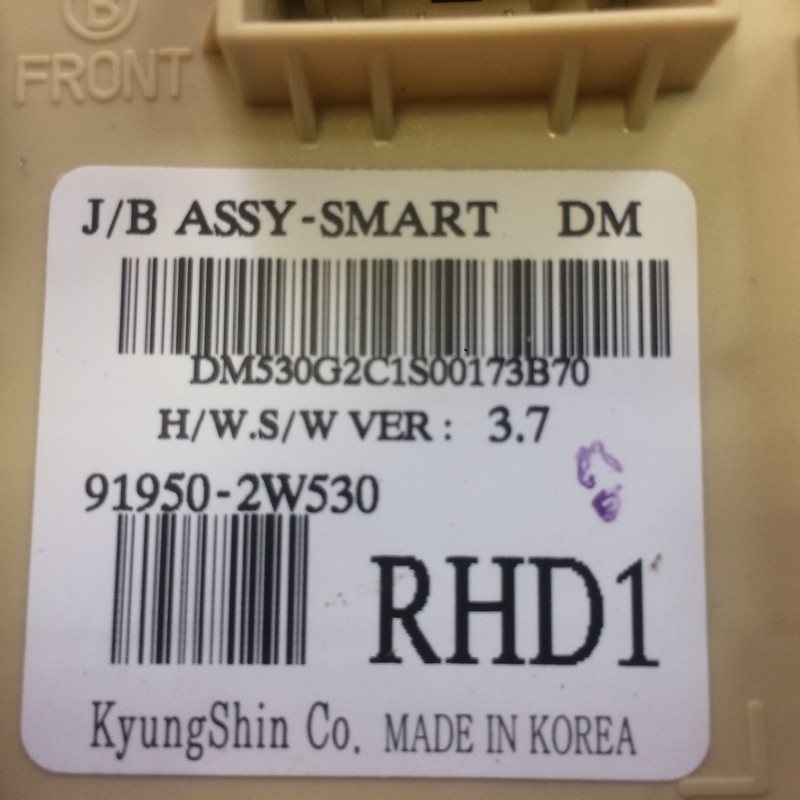 B
FRONT
J/B ASSY-SMART DM
DM530G2C1S00173B70
H/W.S/W VER : 3.7
91950-2W530
RHD1
KyungShin Co. MADE IN KOREA